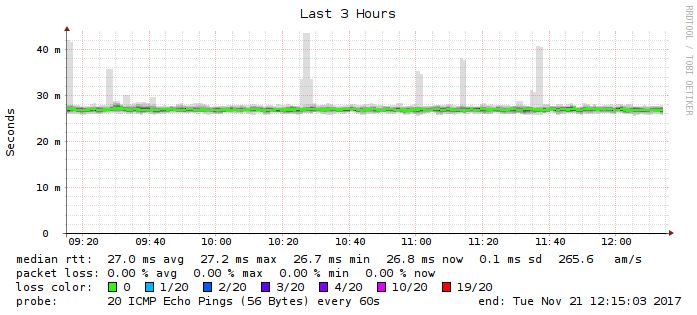 Last 3 Hours
RRDTOOL / TOBI OETIKER
Seconds
40 m
30 m
20 m
10 m
0
09:20 09:40 10:00 10:20 10:40 11:00 11:20 11:40 12:00
median rtt: 27.0 ms avg 27.2 ms max 26.7 ms min 26.8 ms now 0.1 ms sd 265.6 am/s
packet loss: 0.00 % avg 0.00 % max 0.00 % min 0.00 % now
loss color: 0 1/20 2/20 3/20 4/20 10/20 19/20
probe: 20 ICMP Echo Pings (56 Bytes) every 60s end: Tue Nov 21 12:15:03 2017